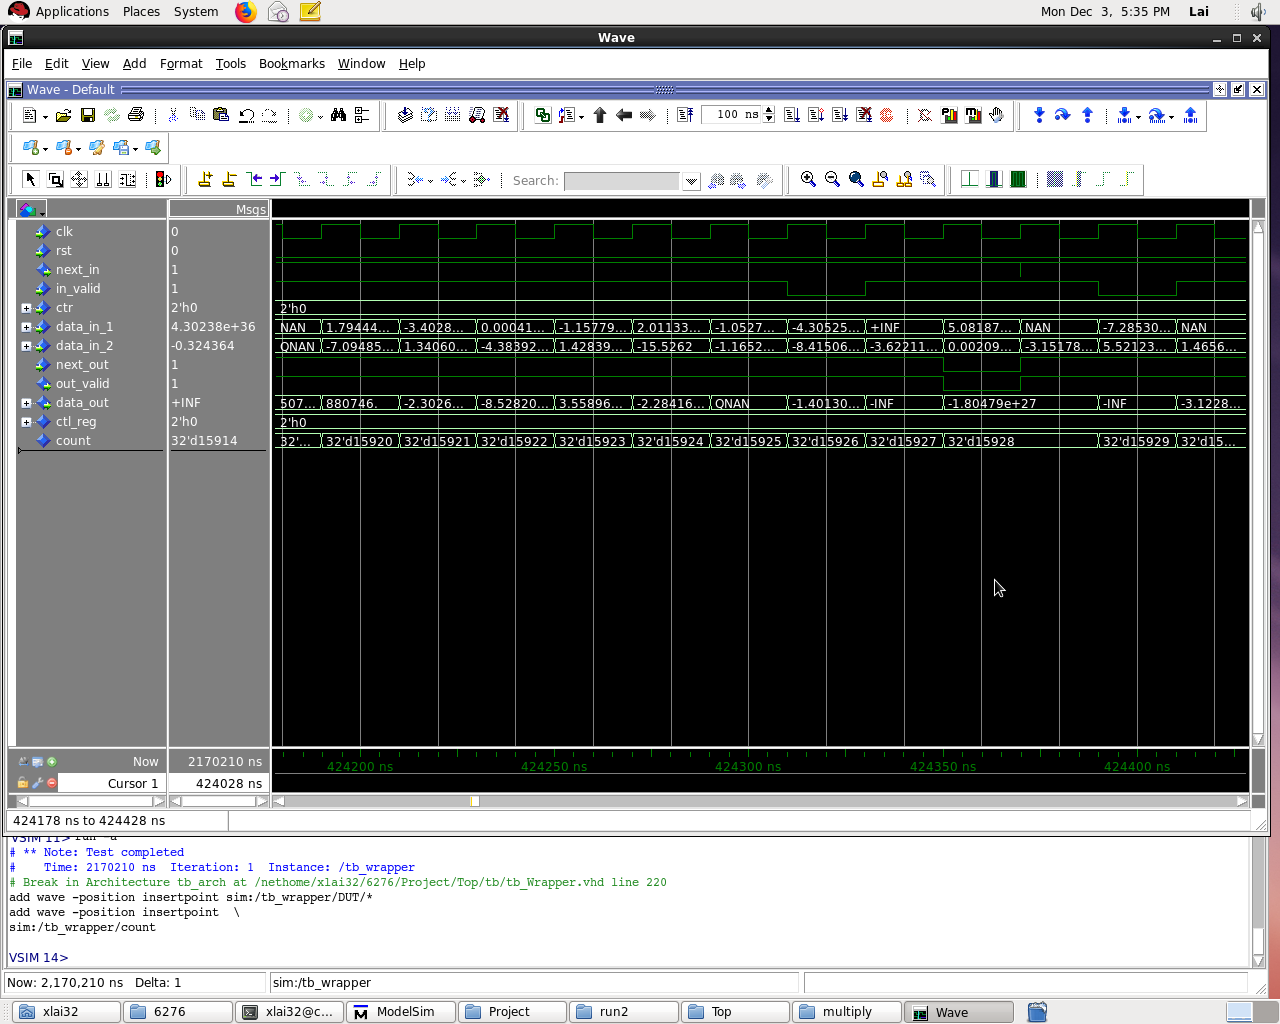 Applications Places System Mon Dec 3, 5:35 PM Lai
Wave
File Edit View Add Format Tools Bookmarks Window Help
Wave - Default
100 ns
Search:
Msgs
clk 0
rst 0
next_in 1
in_valid 1
ctr 2'h0 2'h0
data_in_1 4.30238e+36 NAN 1.79444... -3.4028... 0.00041... -1.15779... 2.01133... -1.0527... -4.30525... +INF 5.08187... NAN -7.28530... NAN
data_in_2 -0.324364 QNAN -7.09485... 1.34060... -4.38392... 1.42839... -15.5262 -1.1652... -8.41506... -3.62211... 0.00209... -3.15178... 5.52123... 1.4656...
next_out 1
out_valid 1
data_out +INF 507... 880746. -2.3026... -8.52820... 3.55896... -2.28416... QNAN -1.40130... -INF -1.80479e+27 -INF -3.1228...
ctl_reg 2'h0 2'h0
count 32'd15914 32'... 32'd15920 32'd15921 32'd15922 32'd15923 32'd15924 32'd15925 32'd15926 32'd15927 32'd15928 32'd15929 32'd15...
Now 2170210 ns 424200 ns 424250 ns 424300 ns 424350 ns 424400 ns
Cursor 1 424028 ns
424178 ns to 424428 ns
VSIM 11> run -a
# ** Note: Test completed
# Time: 2170210 ns Iteration: 1 Instance: /tb_wrapper
# Break in Architecture tb_arch at /nethome/xlai32/6276/Project/Top/tb/tb_Wrapper.vhd line 220
add wave -position insertpoint sim:/tb_wrapper/DUT/*
add wave -position insertpoint \
sim:/tb_wrapper/count
VSIM 14>
Now: 2,170,210 ns Delta: 1 sim:/tb_wrapper
xlai32 6276 xlai32@c... ModelSim Project run2 Top multiply Wave